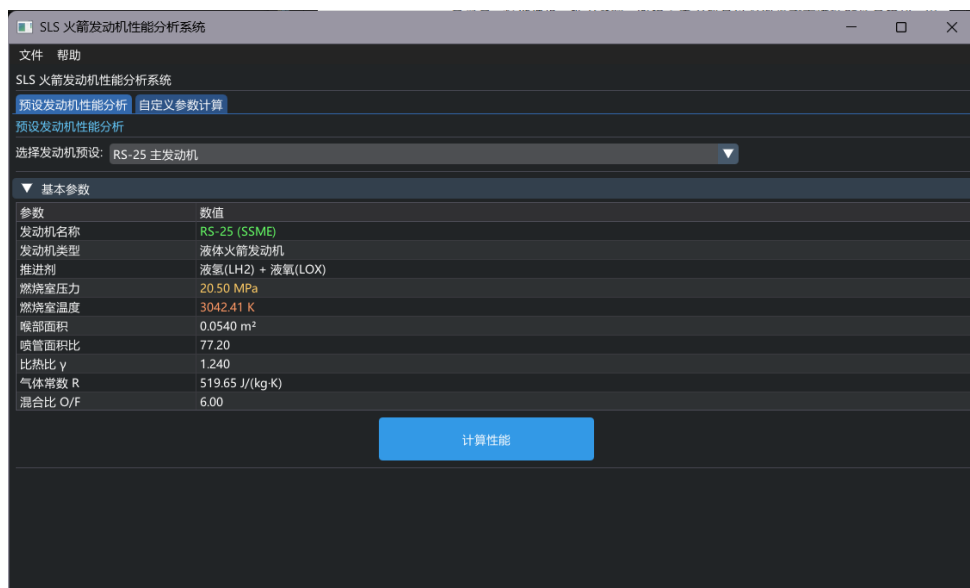 SLS 火箭发动机性能分析系统
文件 帮助
SLS 火箭发动机性能分析系统
预设发动机性能分析 自定义参数计算
预设发动机性能分析
选择发动机预设: RS-25 主发动机
基本参数
参数 数值
发动机名称 RS-25 (SSME)
发动机类型 液体火箭发动机
推进剂 液氢(LH2) + 液氧(LOX)
燃烧室压力 20.50 MPa
燃烧室温度 3042.41 K
喉部面积 0.0540 m²
喷管面积比 77.20
比热比 γ 1.240
气体常数 R 519.65 J/(kg·K)
混合比 O/F 6.00
计算性能